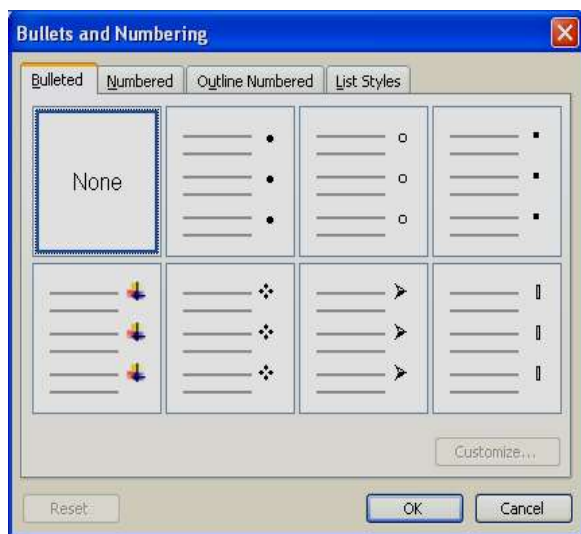 Bullets and Numbering
Bulleted Numbered Outline Numbered List Styles
None
Customize...
Reset OK Cancel